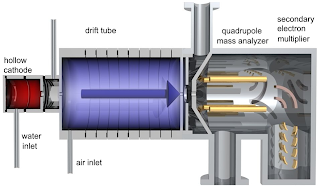 drift tube
hollow
cathode
quadrupole
mass analyzer
secondary
electron
multiplier
water
inlet
air inlet